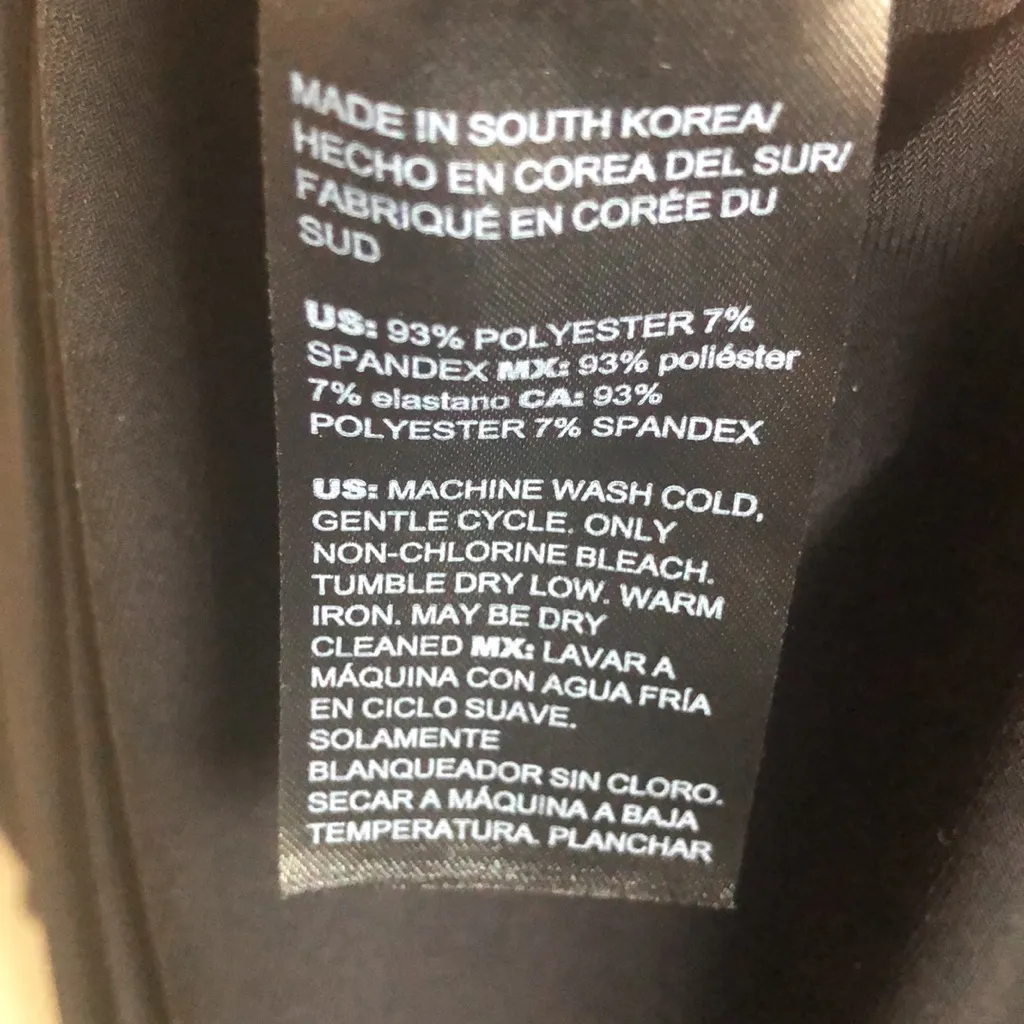 MADE IN SOUTH KOREA/
HECHO EN COREA DEL SUR/
FABRIQUÉ EN CORÉE DU
SUD
US: 93% POLYESTER 7%
SPANDEX MX: 93% poliéster
7% elastano CA: 93%
POLYESTER 7% SPANDEX
US: MACHINE WASH COLD,
GENTLE CYCLE. ONLY
NON-CHLORINE BLEACH.
TUMBLE DRY LOW. WARM
IRON. MAY BE DRY
CLEANED MX: LAVAR A
MÁQUINA CON AGUA FRÍA
EN CICLO SUAVE.
SOLAMENTE
BLANQUEADOR SIN CLORO.
SECAR A MÁQUINA A BAJA
TEMPERATURA. PLANCHAR